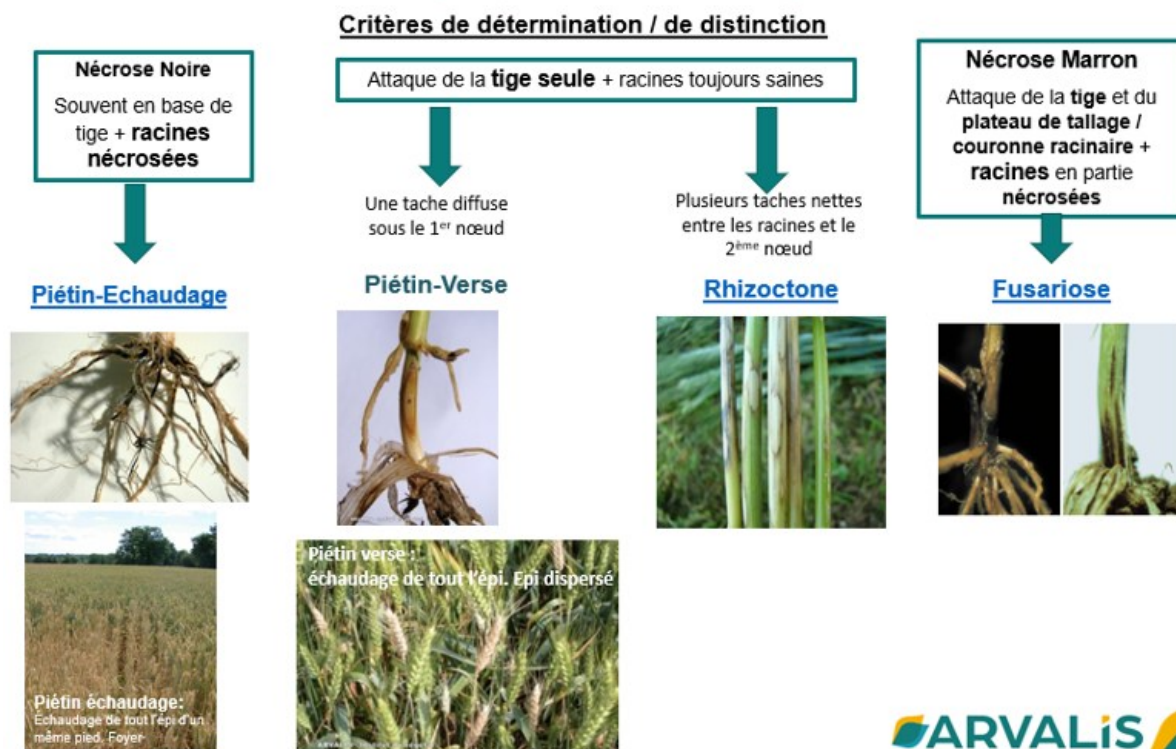 Critères de détermination / de distinction
Nécrose Noire
Souvent en base de
tige + racines
nécrosées
Attaque de la tige seule + racines toujours saines
Nécrose Marron
Attaque de la tige et du
plateau de tallage /
couronne racinaire +
racines en partie
nécrosées
Une tache diffuse
sous le 1er nœud
Plusieurs taches nettes
entre les racines et le
2ème nœud
Piétin-Echaudage
Piétin-Verse
Rhizoctone
Fusariose
Piétin verse :
échaudage de tout l'épi. Epi dispersé
Piétin échaudage:
Échaudage de tout l'épi d'un
même pied. Foyer
ARVALIS